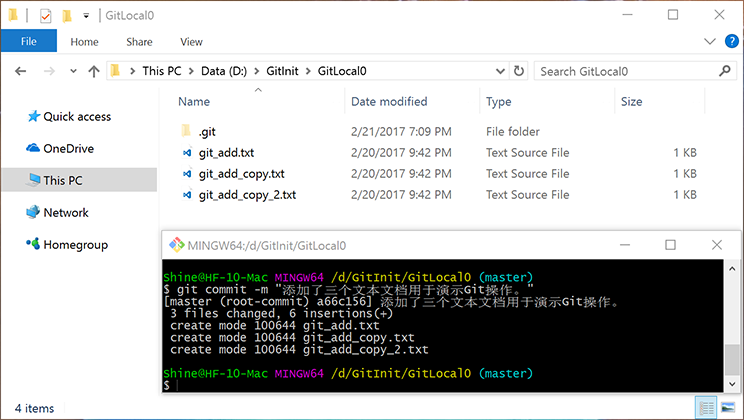 GitLocal0
File Home Share View
This PC > Data (D:) > GitInit > GitLocal0
Search GitLocal0
Name Date modified Type Size
Quick access
OneDrive
This PC
Network
Homegroup
.git 2/21/2017 7:09 PM File folder
git_add.txt 2/20/2017 9:42 PM Text Source File 1 KB
git_add_copy.txt 2/20/2017 9:42 PM Text Source File 1 KB
git_add_copy_2.txt 2/20/2017 9:42 PM Text Source File 1 KB
MINGW64:/d/GitInit/GitLocal0
Shine@HF-10-Mac MINGW64 /d/GitInit/GitLocal0 (master)
$ git commit -m "添加了三个文本文档用于演示Git操作。"
[master (root-commit) a66c156] 添加了三个文本文档用于演示Git操作。
3 files changed, 6 insertions(+)
create mode 100644 git_add.txt
create mode 100644 git_add_copy.txt
create mode 100644 git_add_copy_2.txt
Shine@HF-10-Mac MINGW64 /d/GitInit/GitLocal0 (master)
$
4 items